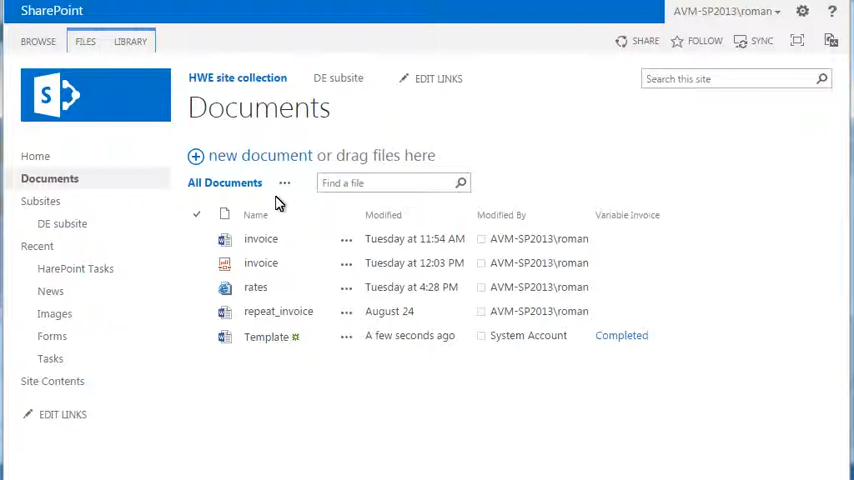 SharePoint
AVM-SP2013\roman
BROWSE FILES LIBRARY
SHARE FOLLOW SYNC
HWE site collection DE subsite EDIT LINKS
Search this site
S
Documents
Home
Documents
Subsites
DE subsite
Recent
HarePoint Tasks
News
Images
Forms
Tasks
Site Contents
EDIT LINKS
new document or drag files here
All Documents ... Find a file
Name Modified Modified By Variable Invoice
invoice ... Tuesday at 11:54 AM AVM-SP2013\roman
invoice ... Tuesday at 12:03 PM AVM-SP2013\roman
rates ... Tuesday at 4:28 PM AVM-SP2013\roman
repeat_invoice ... August 24 AVM-SP2013\roman
Template ... A few seconds ago System Account Completed